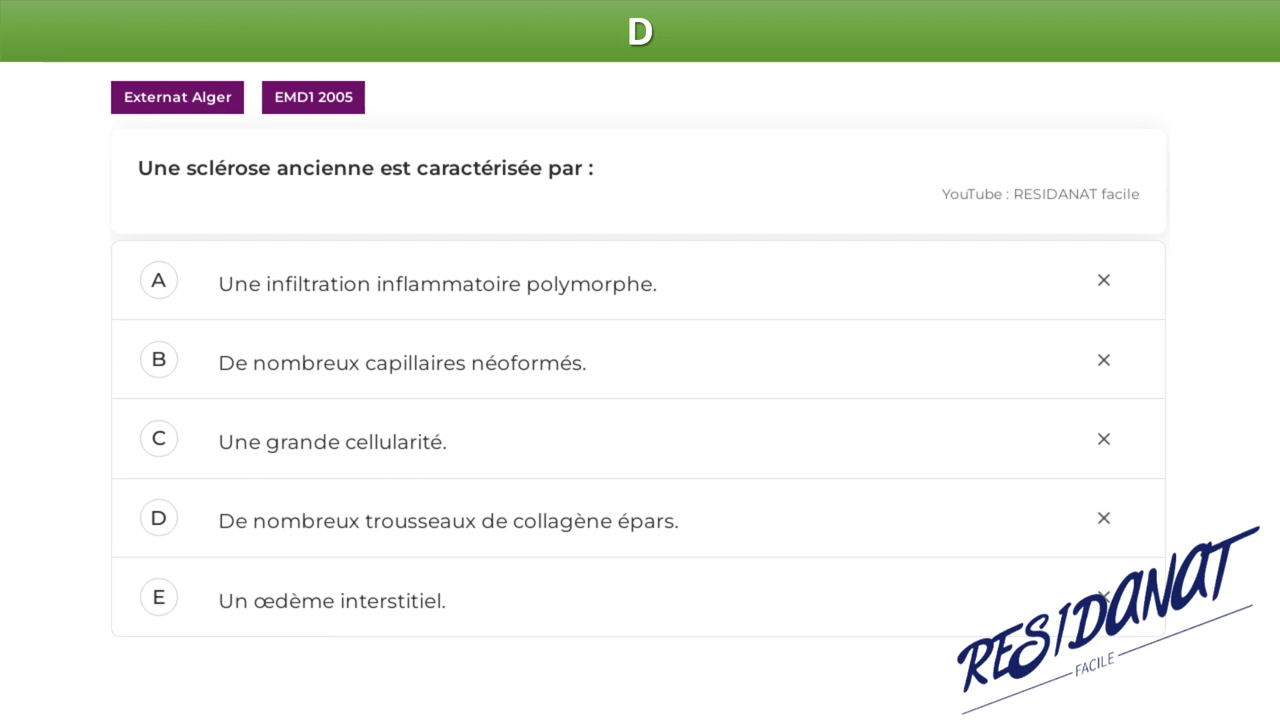 D
Externat Alger
EMD1 2005
Une sclérose ancienne est caractérisée par :
YouTube : RESIDANAT facile
A Une infiltration inflammatoire polymorphe.
B De nombreux capillaires néoformés.
C Une grande cellularité.
D De nombreux trousseaux de collagène épars.
E Un œdème interstitiel.
RESIDANAT
FACILE